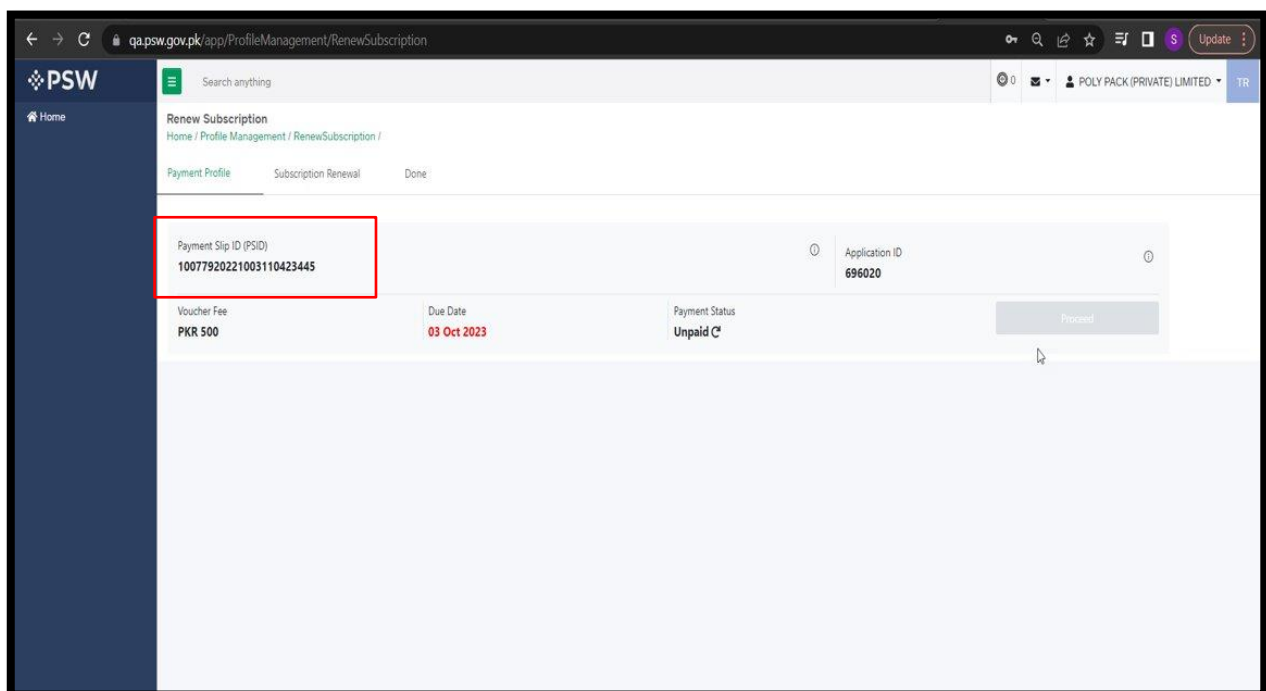 qa.psw.gov.pk/app/ProfileManagement/RenewSubscription
S
Update
PSW
Search anything
0
POLY PACK (PRIVATE) LIMITED
TR
Home
Renew Subscription
Home / Profile Management / RenewSubscription /
Payment Profile Subscription Renewal Done
Payment Slip ID (PSID)
10077920221003110423445
Application ID
696020
Voucher Fee
PKR 500
Due Date
03 Oct 2023
Payment Status
Unpaid
Proceed